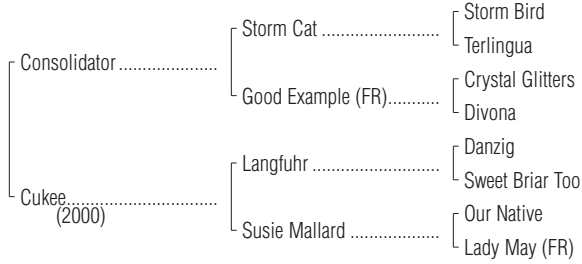 Storm Bird
Storm Cat ........................
Terlingua
Consolidator ....................
Crystal Glitters
Good Example (FR)...........
Divona
Danzig
Langfuhr ..........................
Sweet Briar Too
Cukee...............................
(2000)
Our Native
Susie Mallard ..................
Lady May (FR)